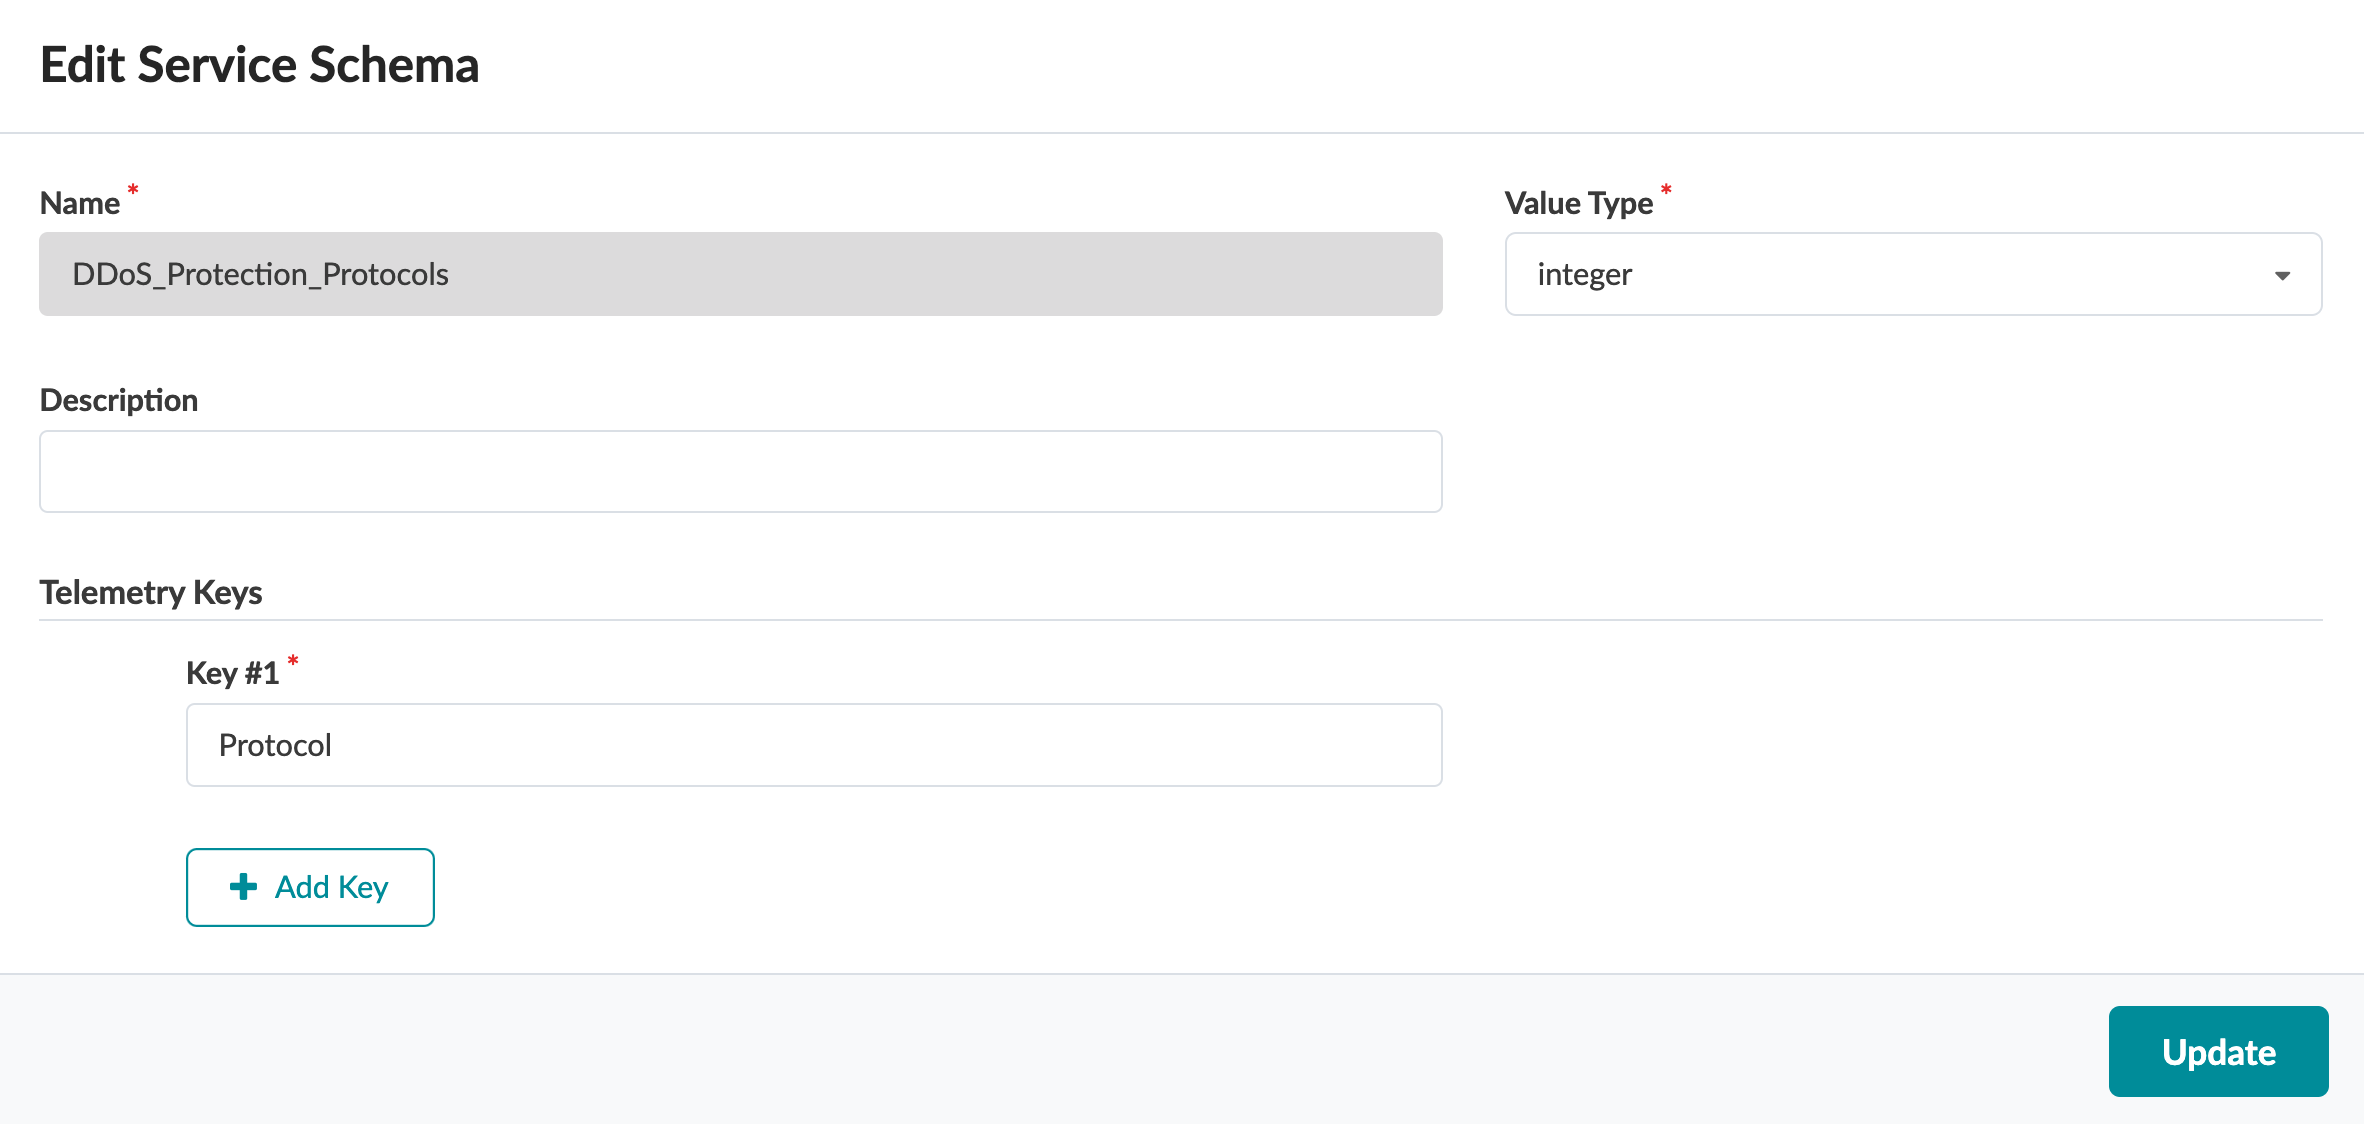 Edit Service Schema
Name *
Value Type *
DDoS_Protection_Protocols
integer
Description
Telemetry Keys
Key #1 *
Protocol
Add Key
Update